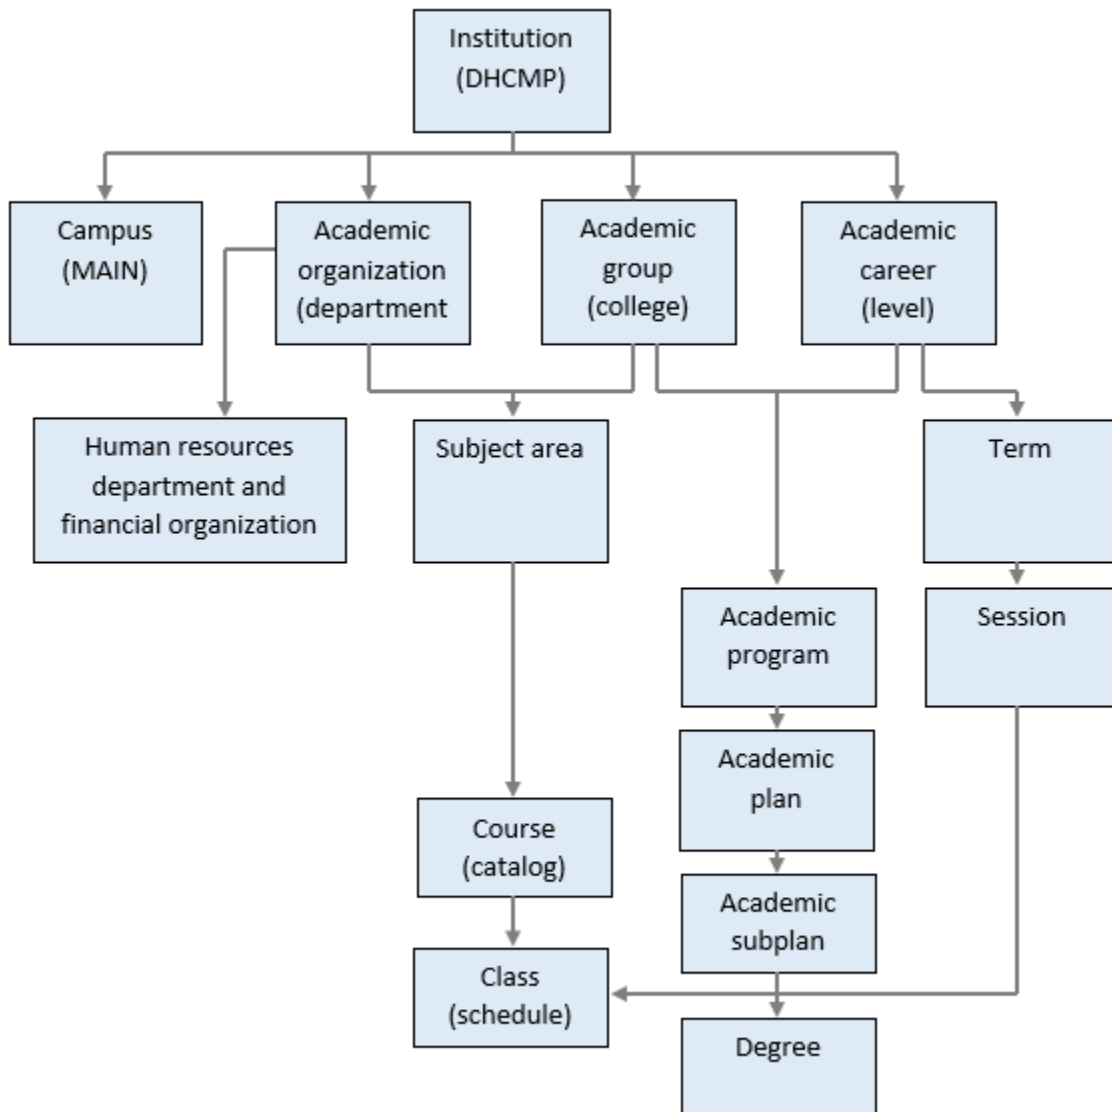 Institution
(DHCMP)
Campus
(MAIN)
Academic
organization
(department
Academic
group
(college)
Academic
career
(level)
Human resources
department and
financial organization
Subject area
Term
Academic
program
Session
Academic
plan
Course
(catalog)
Academic
subplan
Class
(schedule)
Degree